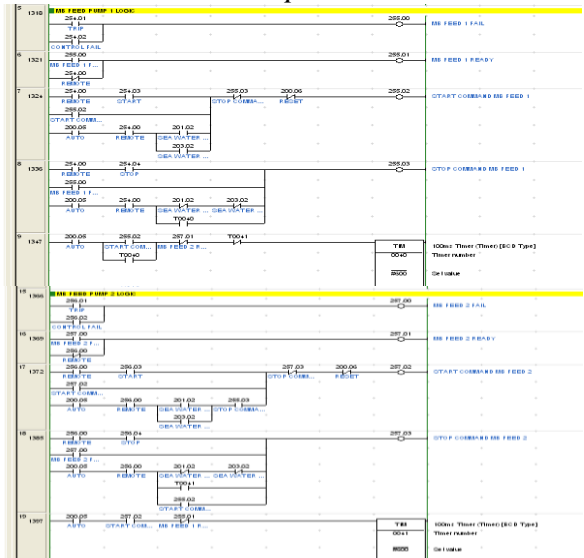 5 1318 MB FEED PUMP 1 LOGIC
254.01 255.00 MB FEED 1 FAIL
TRIP
254.02
CONTROL FAIL
6 1321 255.00 255.01 MB FEED 1 READY
MB FEED 1 F...
254.00
REMOTE
7 1324 254.00 254.03 255.03 200.06 255.02 START COMMAND MB FEED 1
REMOTE START STOP COMMA... RESET
255.02
START COMM...
200.05 254.00 201.02
AUTO REMOTE SEA WATER ...
203.02
SEA WATER ...
8 1336 254.00 254.04 255.03 STOP COMMAND MB FEED 1
REMOTE STOP
255.00
MB FEED 1 F...
200.05 254.00 201.02 203.02
AUTO REMOTE SEA WATER ... SEA WATER ...
T0040
9 1347 200.05 255.02 257.01 T0041 TIM 100ms Timer (Timer) [BCD Type]
AUTO START COM... MB FEED 2 R...
T0040 0040 Timer number
#600 Set value
15 1366 MB FEED PUMP 2 LOGIC
256.01 257.00 MB FEED 2 FAIL
TRIP
256.02
CONTROL FAIL
16 1369 257.00 257.01 MB FEED 2 READY
MB FEED 2 F...
256.00
REMOTE
17 1372 256.00 256.03 257.03 200.06 257.02 START COMMAND MB FEED 2
REMOTE START STOP COMM... RESET
257.02
START COMM...
200.05 256.00 201.02 255.03
AUTO REMOTE SEA WATER ... STOP COMMA...
203.02
SEA WATER ...
18 1385 256.00 256.04 257.03 STOP COMMAND MB FEED 2
REMOTE STOP
257.00
MB FEED 2 F...
200.05 256.00 201.02 203.02
AUTO REMOTE SEA WATER ... SEA WATER ...
T0041
255.02
START COMM...
19 1397 200.05 257.02 255.01 TIM 100ms Timer (Timer) [BCD Type]
AUTO START COM... MB FEED 1 R... 0041 Timer number
#600 Set value